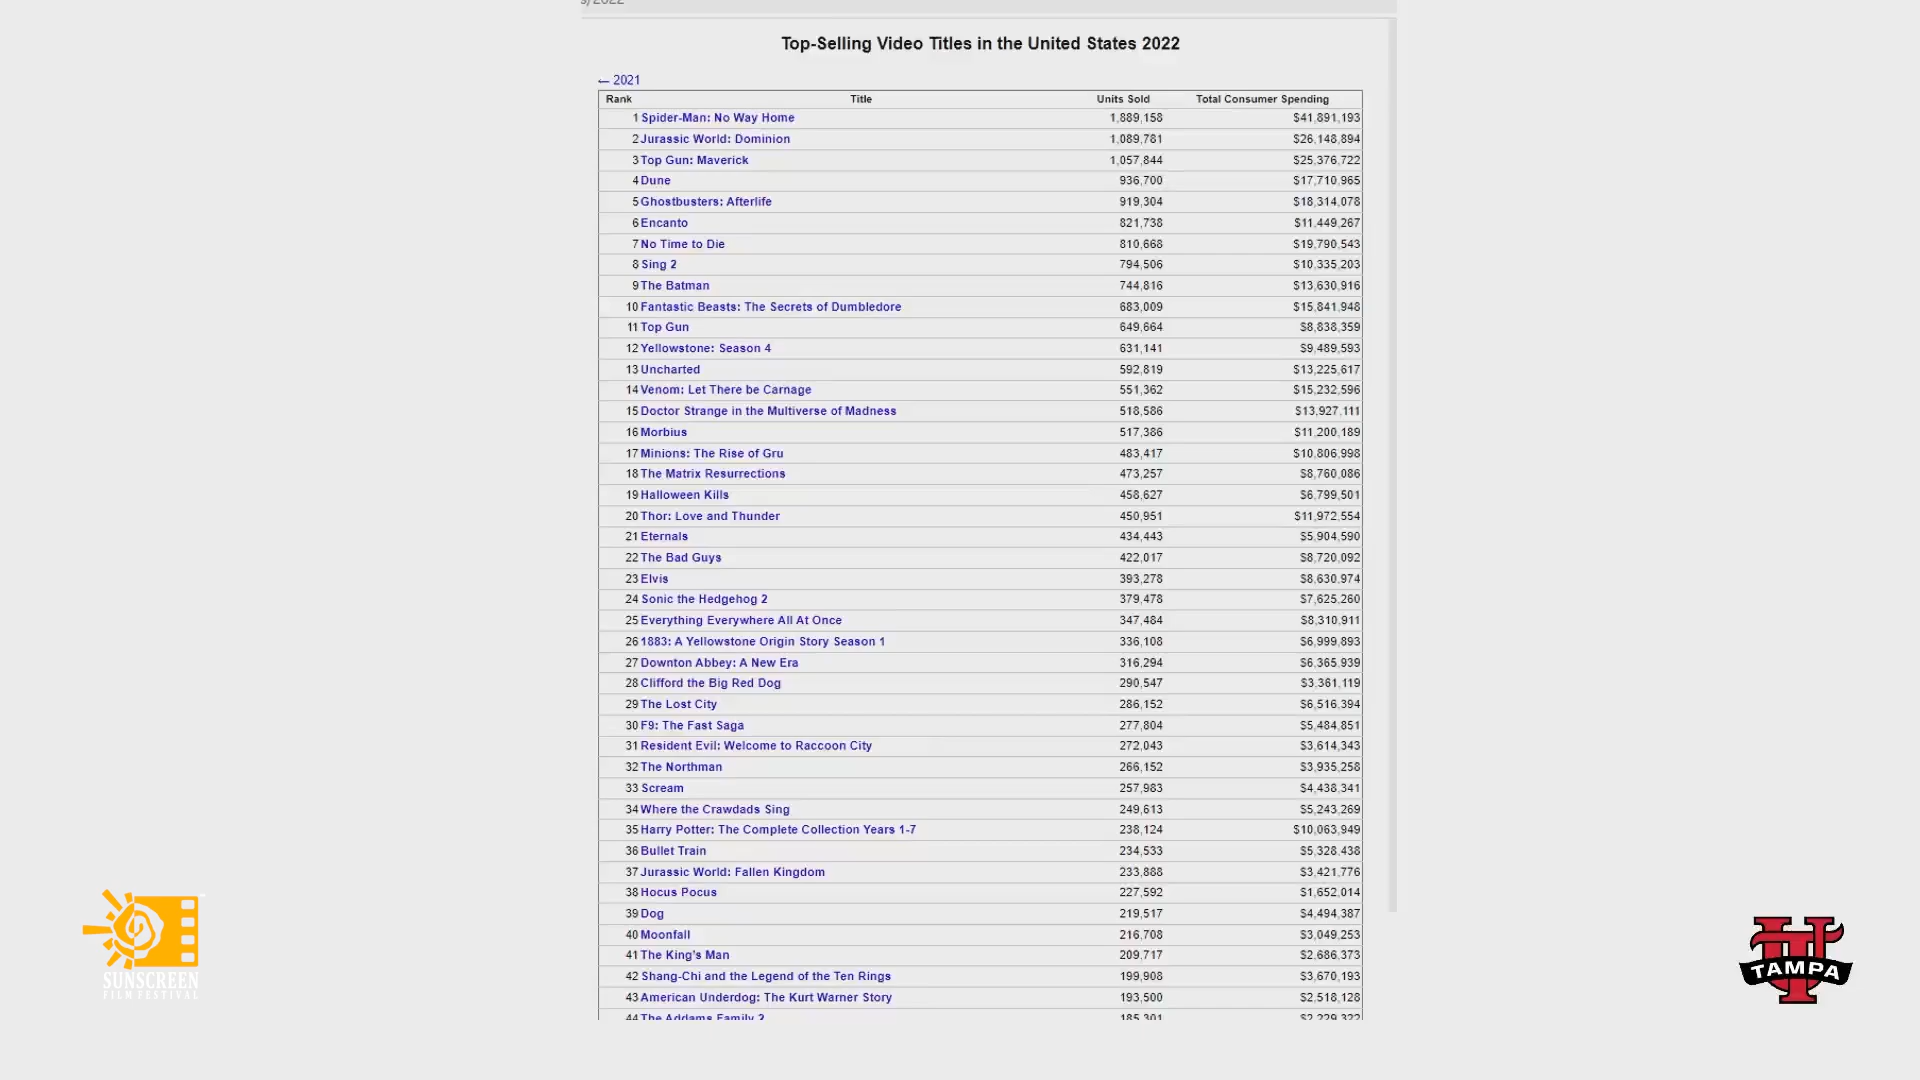 s/2022
Top-Selling Video Titles in the United States 2022
← 2021
Rank Title Units Sold Total Consumer Spending
1 Spider-Man: No Way Home 1,889,158 $41,891,193
2 Jurassic World: Dominion 1,089,781 $26,148,894
3 Top Gun: Maverick 1,057,844 $25,376,722
4 Dune 936,700 $17,710,965
5 Ghostbusters: Afterlife 919,304 $18,314,078
6 Encanto 821,738 $11,449,267
7 No Time to Die 810,668 $19,790,543
8 Sing 2 794,506 $10,335,203
9 The Batman 744,816 $13,630,916
10 Fantastic Beasts: The Secrets of Dumbledore 683,009 $15,841,948
11 Top Gun 649,664 $8,838,359
12 Yellowstone: Season 4 631,141 $9,489,593
13 Uncharted 592,819 $13,225,617
14 Venom: Let There be Carnage 551,362 $15,232,596
15 Doctor Strange in the Multiverse of Madness 518,586 $13,927,111
16 Morbius 517,386 $11,200,189
17 Minions: The Rise of Gru 483,417 $10,806,998
18 The Matrix Resurrections 473,257 $8,760,086
19 Halloween Kills 458,627 $6,799,501
20 Thor: Love and Thunder 450,951 $11,972,554
21 Eternals 434,443 $5,904,590
22 The Bad Guys 422,017 $8,720,092
23 Elvis 393,278 $8,630,974
24 Sonic the Hedgehog 2 379,478 $7,625,260
25 Everything Everywhere All At Once 347,484 $8,310,911
26 1883: A Yellowstone Origin Story Season 1 336,108 $6,999,893
27 Downton Abbey: A New Era 316,294 $6,365,939
28 Clifford the Big Red Dog 290,547 $3,361,119
29 The Lost City 286,152 $6,516,394
30 F9: The Fast Saga 277,804 $5,484,851
31 Resident Evil: Welcome to Raccoon City 272,043 $3,614,343
32 The Northman 266,152 $3,935,258
33 Scream 257,983 $4,438,341
34 Where the Crawdads Sing 249,613 $5,243,269
35 Harry Potter: The Complete Collection Years 1-7 238,124 $10,063,949
36 Bullet Train 234,533 $5,328,438
37 Jurassic World: Fallen Kingdom 233,888 $3,421,776
38 Hocus Pocus 227,592 $1,652,014
39 Dog 219,517 $4,494,387
40 Moonfall 216,708 $3,049,253
41 The King's Man 209,717 $2,686,373
42 Shang-Chi and the Legend of the Ten Rings 199,908 $3,670,193
43 American Underdog: The Kurt Warner Story 193,500 $2,518,128
44 The Addams Family 2 185,301 $2,229,322
SUNSCREEN
FILM FESTIVAL
UT
TAMPA